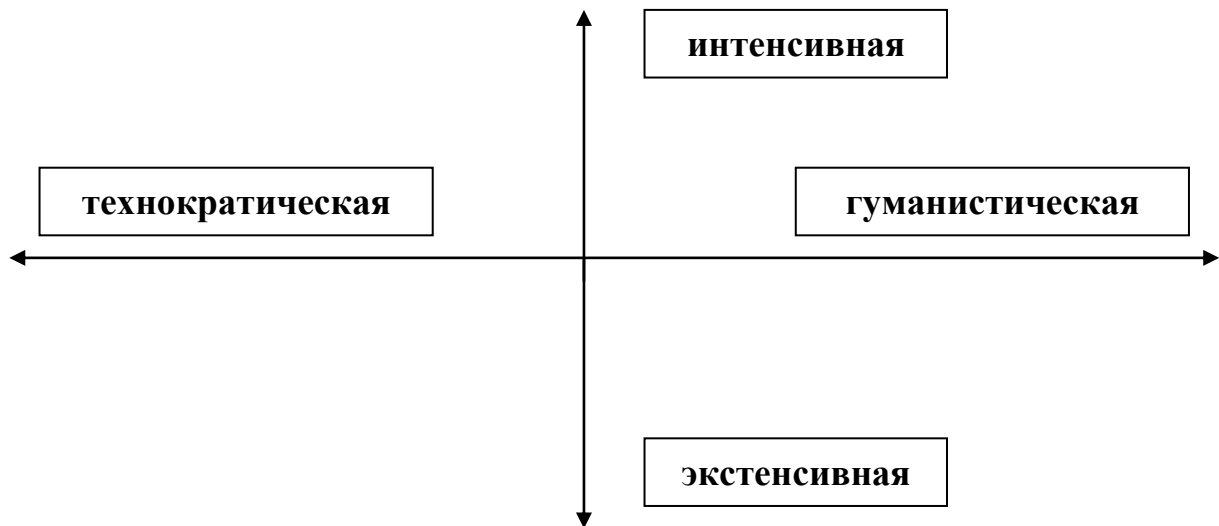 интенсивная
технократическая
гуманистическая
экстенсивная